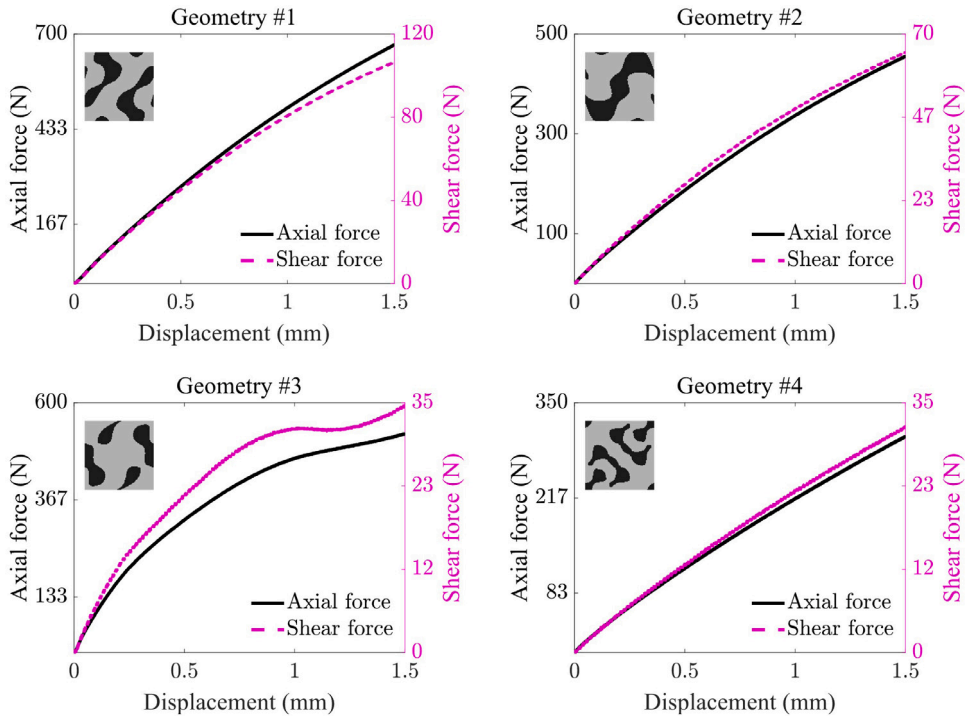 Geometry #1
Axial force (N)
700
433
167
Shear force (N)
120
80
40
0
Axial force
Shear force
0 0.5 1 1.5
Displacement (mm)
Geometry #2
Axial force (N)
500
300
100
Shear force (N)
70
47
23
0
Axial force
Shear force
0 0.5 1 1.5
Displacement (mm)
Geometry #3
Axial force (N)
600
367
133
Shear force (N)
35
23
12
0
Axial force
Shear force
0 0.5 1 1.5
Displacement (mm)
Geometry #4
Axial force (N)
350
217
83
Shear force (N)
35
23
12
0
Axial force
Shear force
0 0.5 1 1.5
Displacement (mm)